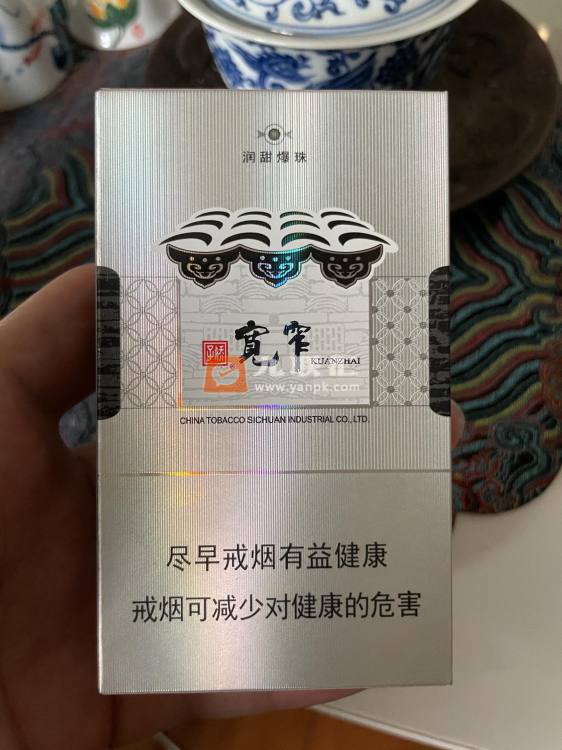 润甜爆珠
宽窄
KUANZHAI
www.yanpk.com
CHINA TOBACCO SICHUAN INDUSTRIAL CO., LTD.
尽早戒烟有益健康
戒烟可减少对健康的危害